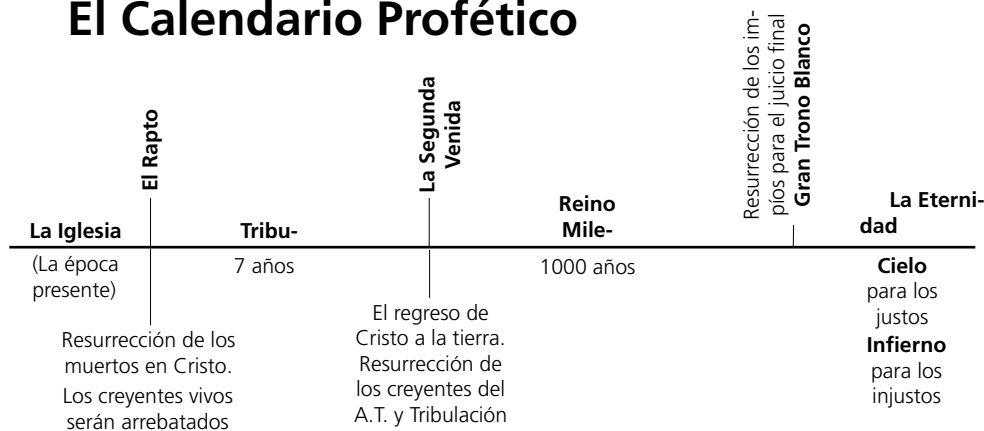 El Calendario Profético
El Rapto
La Segunda
Venida
Resurrección de los im-
píos para el juicio final
Gran Trono Blanco
La Iglesia
Tribu-
Reino
Mile-
La Eterni-
dad
(La época
presente)
7 años
1000 años
Cielo
para los
justos
Infierno
para los
injustos
Resurrección de los
muertos en Cristo.
Los creyentes vivos
serán arrebatados
El regreso de
Cristo a la tierra.
Resurrección de
los creyentes del
A.T. y Tribulación